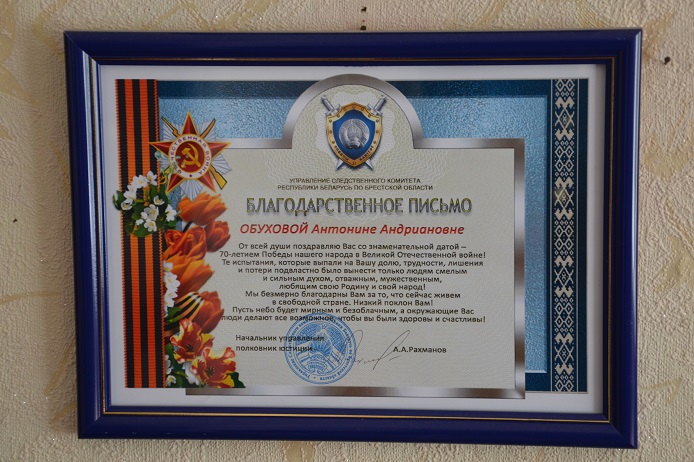 УПРАВЛЕНИЕ СЛЕДСТВЕННОГО КОМИТЕТА
РЕСПУБЛИКИ БЕЛАРУСЬ ПО БРЕСТСКОЙ ОБЛАСТИ
БЛАГОДАРСТВЕННОЕ ПИСЬМО
ОБУХОВОЙ Антонине Андриановне
От всей души поздравляю Вас со знаменательной датой –
70-летием Победы нашего народа в Великой Отечественной войне!
Те испытания, которые выпали на Вашу долю, трудности, лишения
и потери подвластно было вынести только людям смелым
и сильным духом, отважным, мужественным,
любящим свою Родину и свой народ!
Мы безмерно благодарны Вам за то, что сейчас живем
в свободной стране. Низкий поклон Вам!
Пусть небо будет мирным и безоблачным, а окружающие Вас
люди делают все возможное, чтобы вы были здоровы и счастливы!
Начальник управления
полковник юстиции А.А.Рахманов